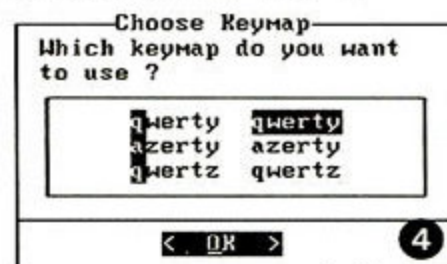 Choose Keymap
Which keymap do you want
to use ?
qwerty qwerty
azerty azerty
qwertz qwertz
< OK >
4